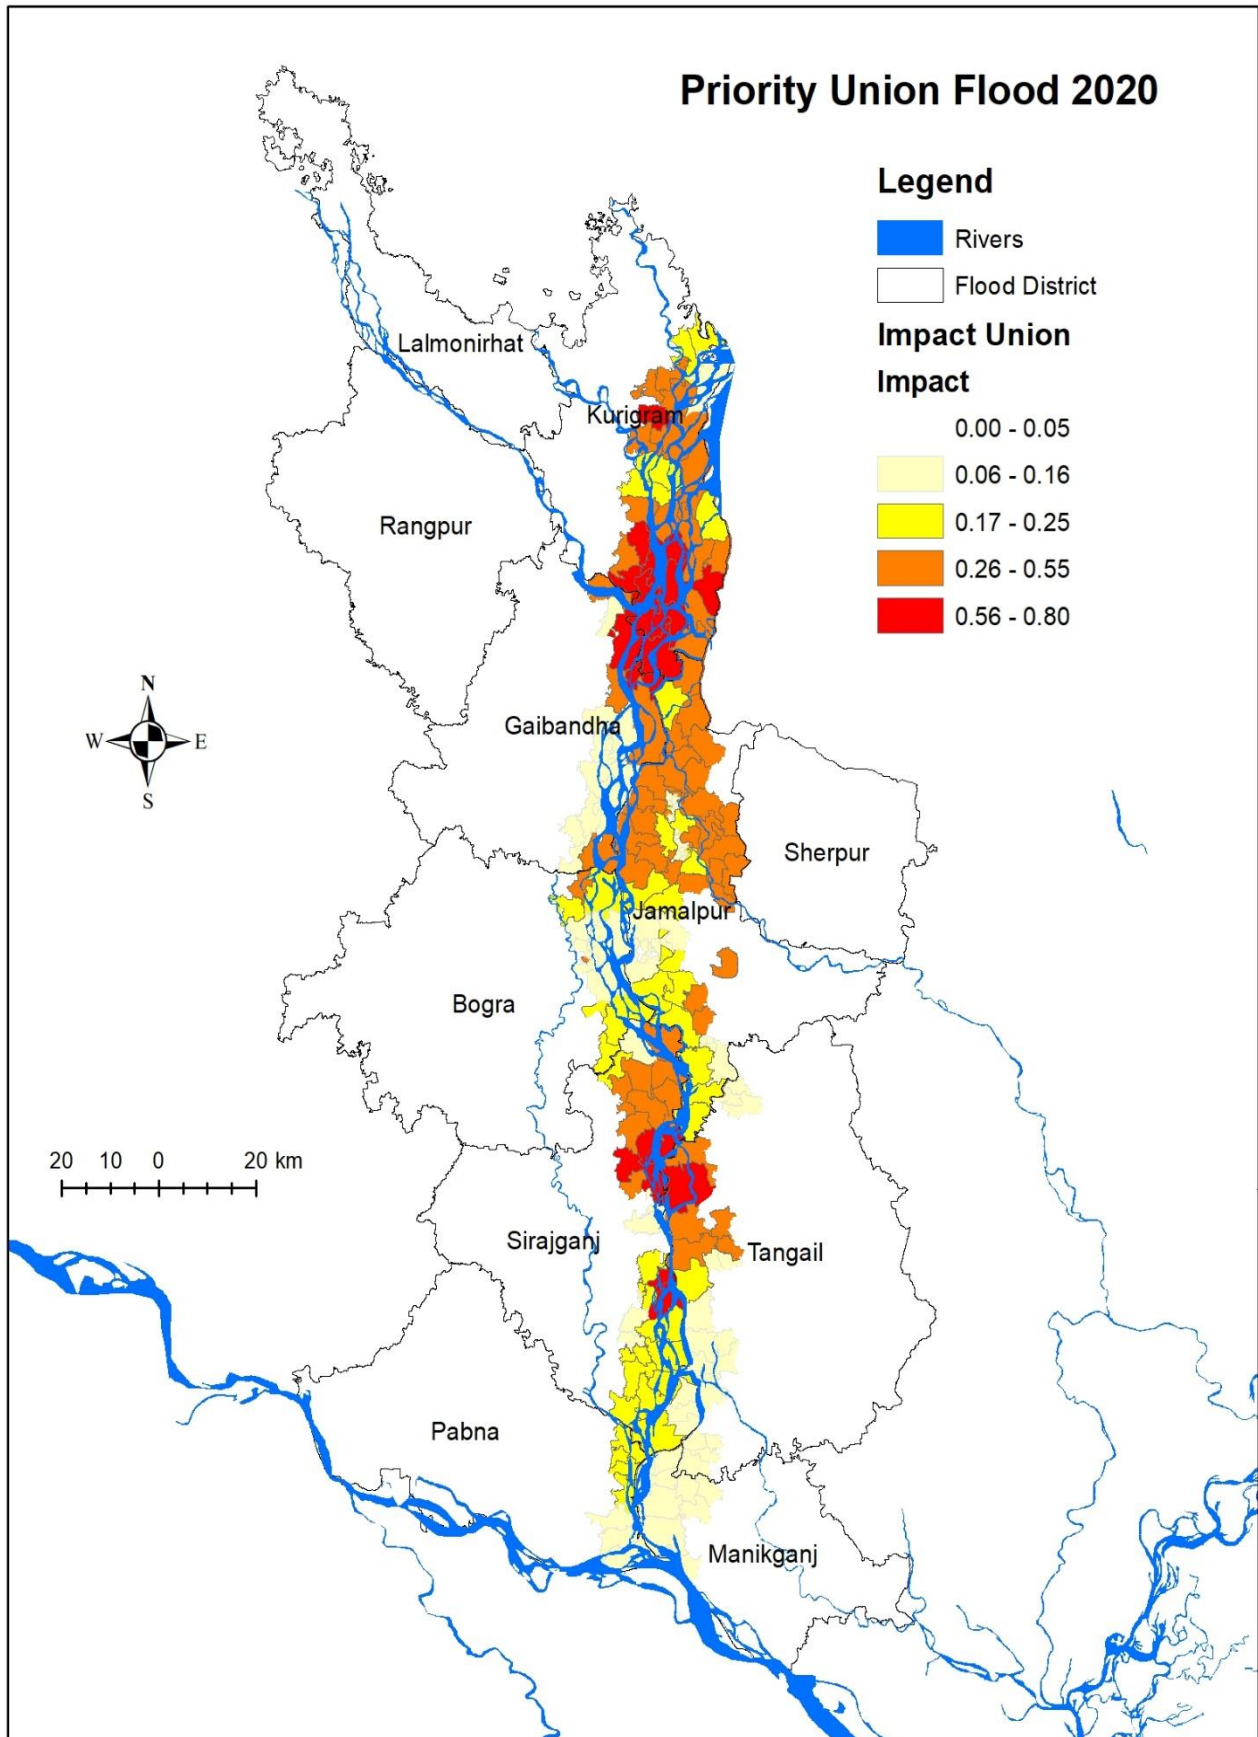 Priority Union Flood 2020
Legend
Rivers
Flood District
Impact Union
Impact
0.00 - 0.05
0.06 - 0.16
0.17 - 0.25
0.26 - 0.55
0.56 - 0.80
Lalmonirhat
Kurigram
Rangpur
N
W E
S
Gaibandha
Sherpur
Jamalpur
Bogra
20 10 0 20 km
Sirajganj
Tangail
Pabna
Manikganj